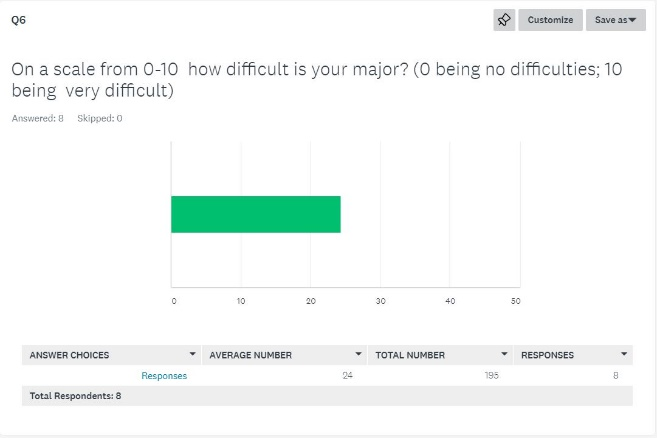 Q6
Customize
Save as
On a scale from 0-10 how difficult is your major? (0 being no difficulties; 10
being very difficult)
Answered: 8 Skipped: 0
0 10 20 30 40 50
ANSWER CHOICES AVERAGE NUMBER TOTAL NUMBER RESPONSES
Responses 24 195 8
Total Respondents: 8